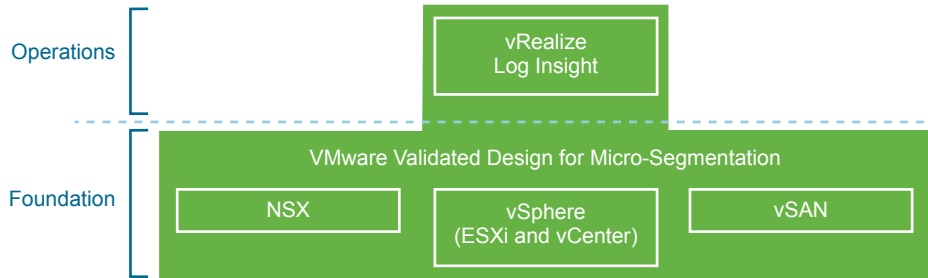 Operations
vRealize
Log Insight
VMware Validated Design for Micro-Segmentation
Foundation
NSX
vSphere
(ESXi and vCenter)
vSAN